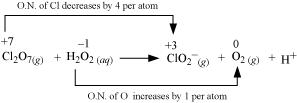 O.N. of Cl decreases by 4 per atom
+7 –1 +3 0
Cl₂O₇(g) + H₂O₂ (aq) ⟶ ClO₂⁻(g) + O₂ (g) + H⁺
O.N. of O increases by 1 per atom